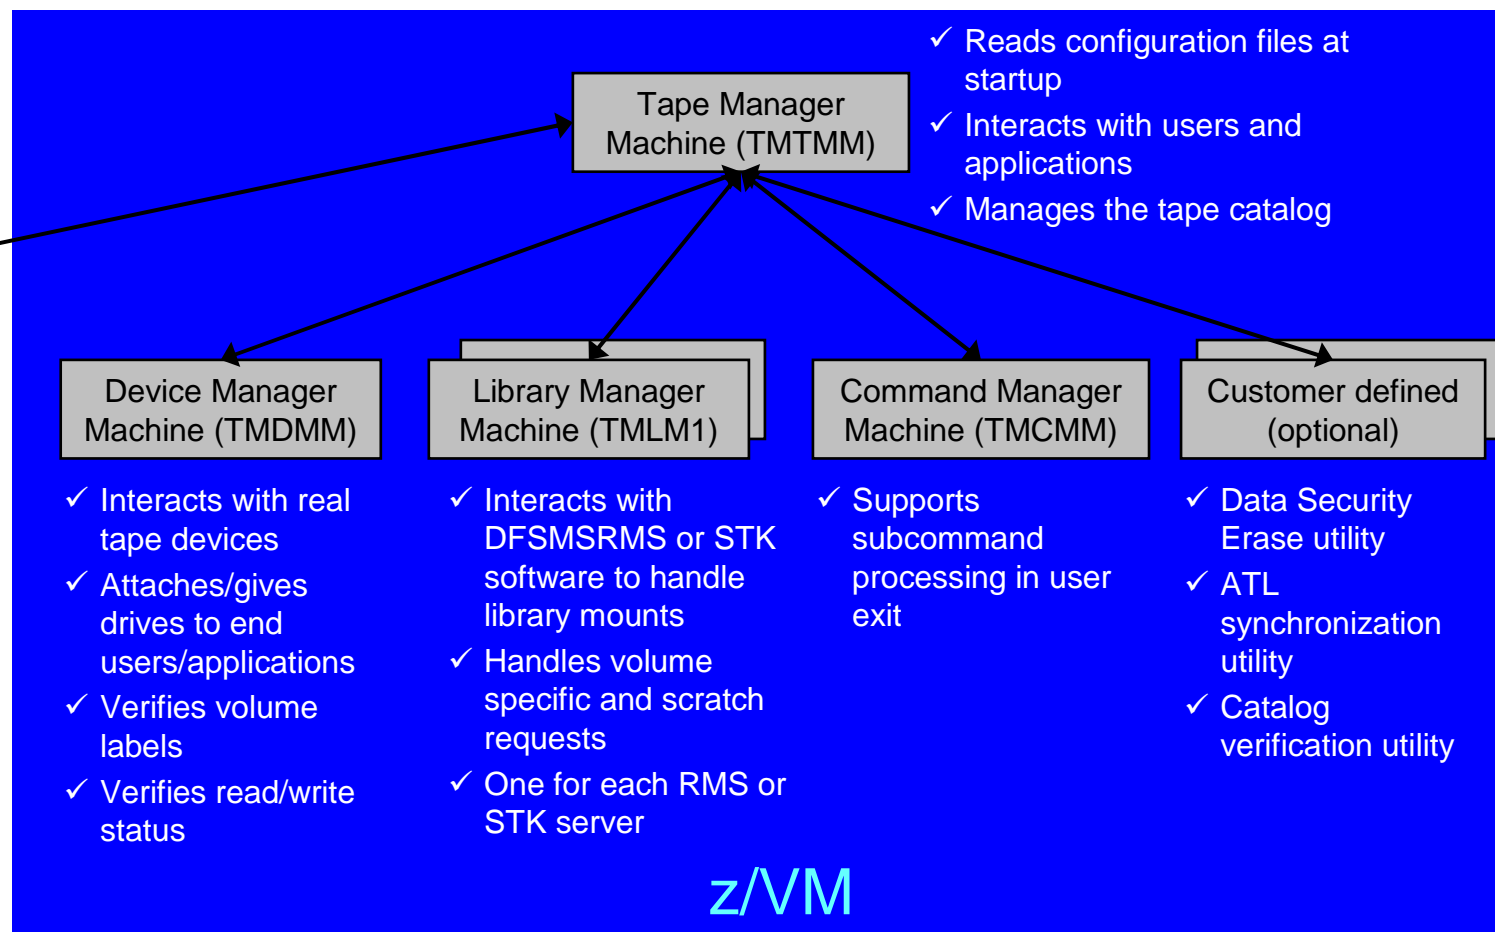 Tape Manager
Machine (TMTMM)
✓ Reads configuration files at
startup
✓ Interacts with users and
applications
✓ Manages the tape catalog
Device Manager
Machine (TMDMM)
✓ Interacts with real
tape devices
✓ Attaches/gives
drives to end
users/applications
✓ Verifies volume
labels
✓ Verifies read/write
status
Library Manager
Machine (TMLM1)
✓ Interacts with
DFSMSRMS or STK
software to handle
library mounts
✓ Handles volume
specific and scratch
requests
✓ One for each RMS or
STK server
Command Manager
Machine (TMCMM)
✓ Supports
subcommand
processing in user
exit
Customer defined
(optional)
✓ Data Security
Erase utility
✓ ATL
synchronization
utility
✓ Catalog
verification utility
z/VM